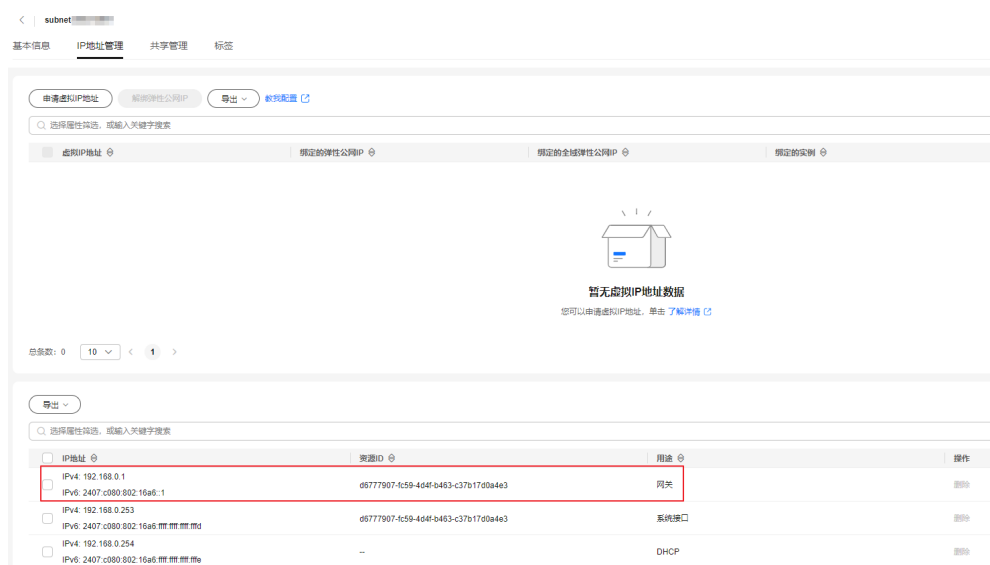 subnet
基本信息 IP地址管理 共享管理 标签
申请虚拟IP地址 解绑弹性公网IP 导出 教我配置
选择属性筛选，或输入关键字搜索
虚拟IP地址 绑定的弹性公网IP 绑定的全域弹性公网IP 绑定的实例
暂无虚拟IP地址数据
您可以申请虚拟IP地址，单击 了解详情
总条数：0 10 1
导出
选择属性筛选，或输入关键字搜索
IP地址 资源ID 用途 操作
IPv4: 192.168.0.1
IPv6: 2407:c080:802:16a6::1
d6777907-fc59-4d4f-b463-c37b17d0a4e3 网关 删除
IPv4: 192.168.0.253
IPv6: 2407:c080:802:16a6:ffff:ffff:ffff:fffd
d6777907-fc59-4d4f-b463-c37b17d0a4e3 系统接口 删除
IPv4: 192.168.0.254
IPv6: 2407:c080:802:16a6:ffff:ffff:ffff:fffe
-- DHCP 删除